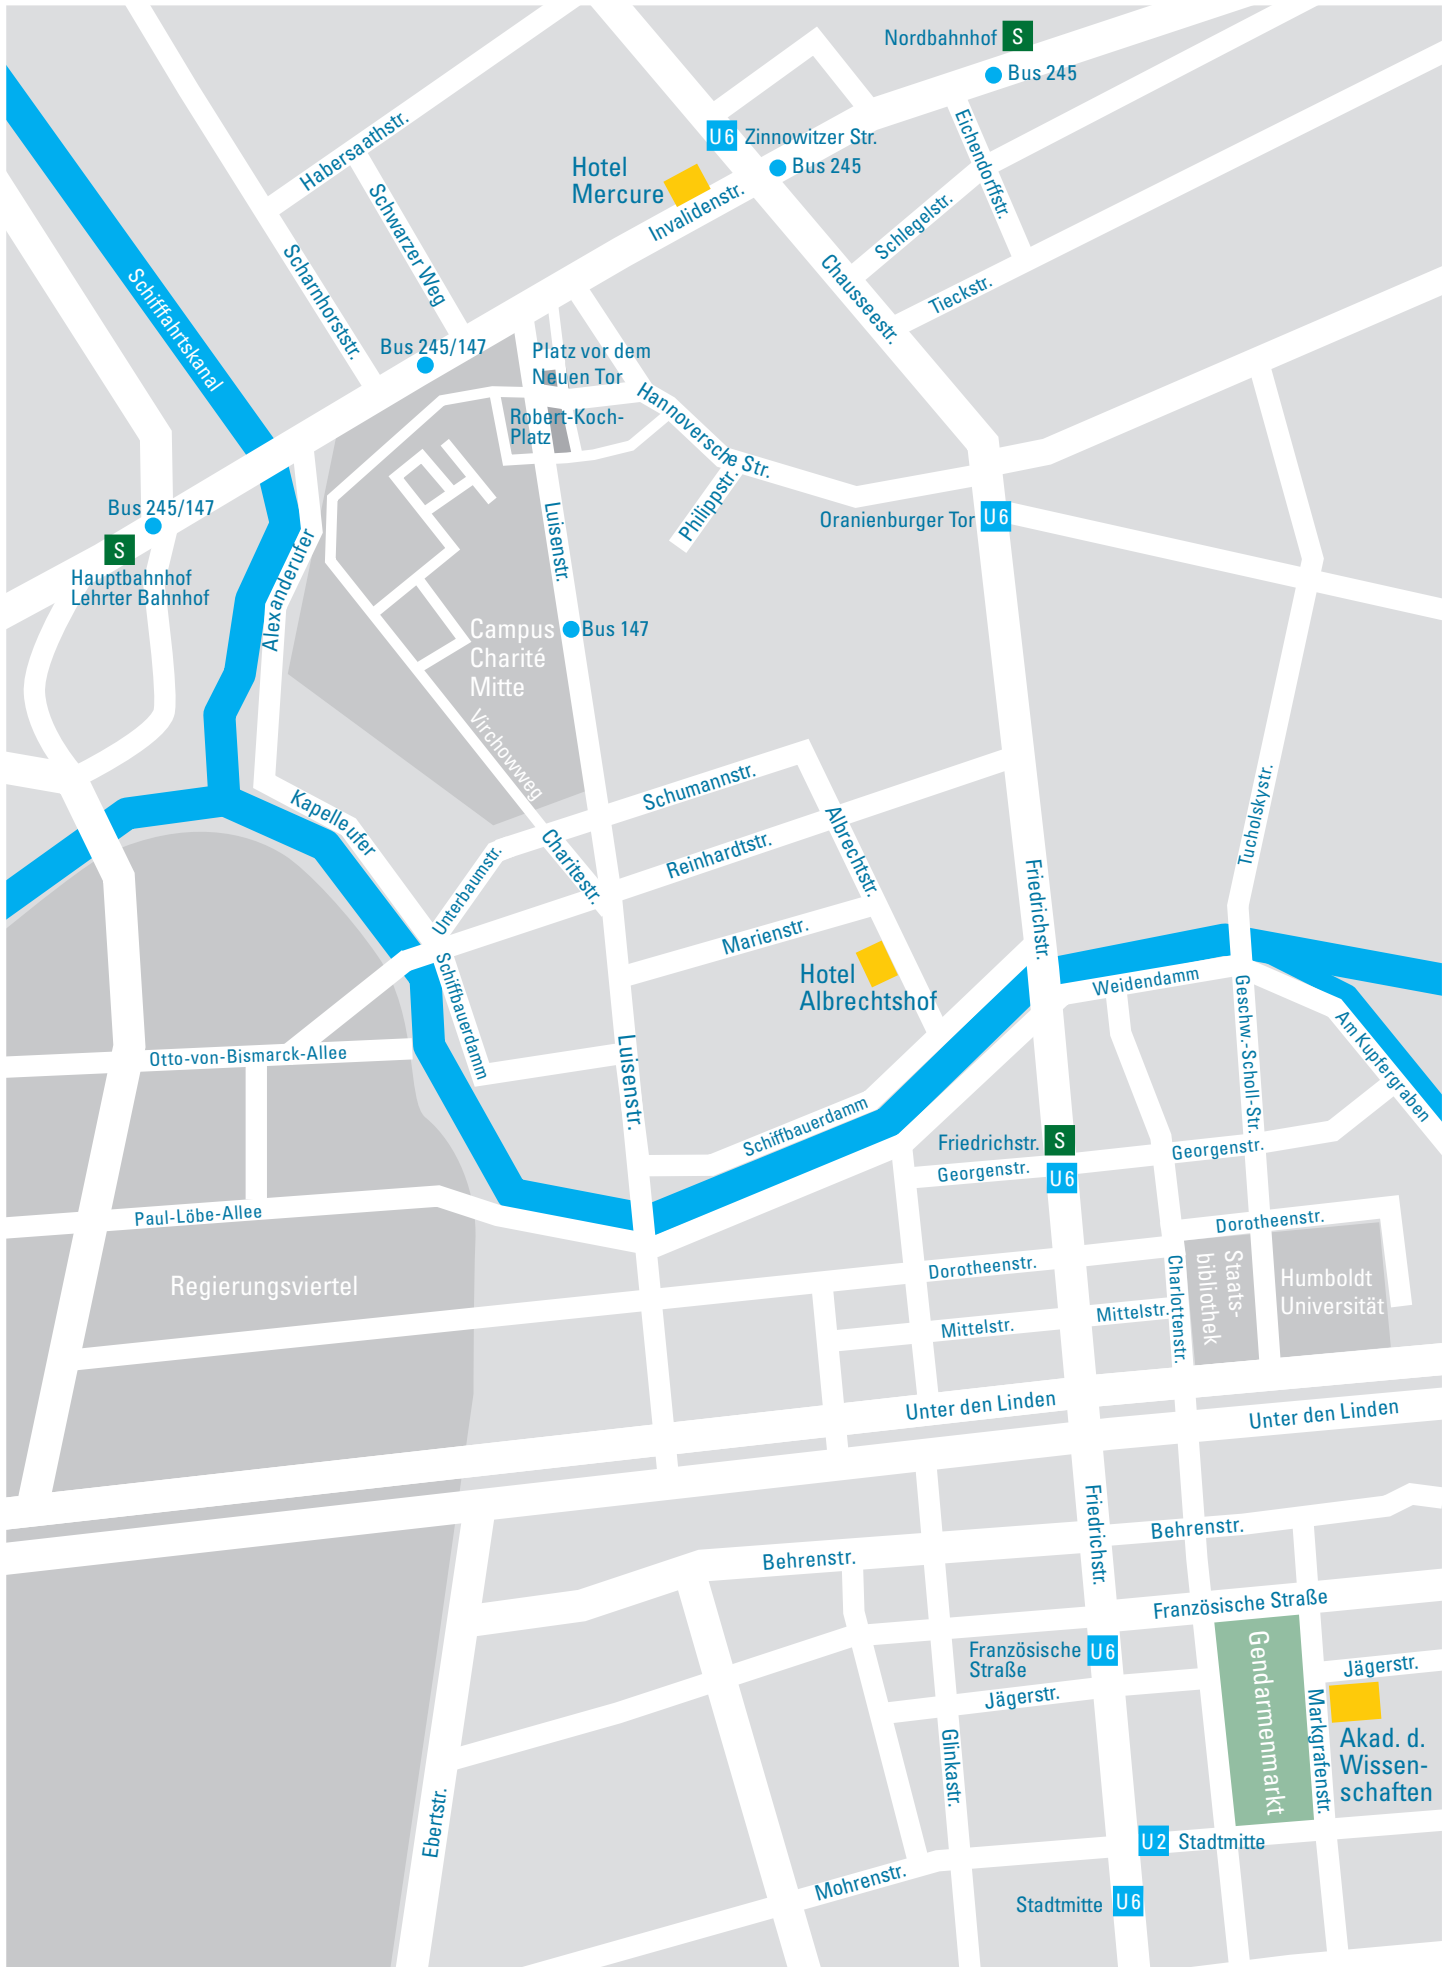 Nordbahnhof S
Bus 245
Habersaathstr.
Eichendorffstr.
U6 Zinnowitzer Str.
Bus 245
Hotel
Mercure
Invalidenstr.
Schwarzer Weg
Schlegelstr.
Scharnhorststr.
Schiffahrtskanal
Chausseestr.
Tieckstr.
Bus 245/147
Platz vor dem
Neuen Tor
Hannoversche Str.
Robert-Koch-
Platz
Philippstr.
Bus 245/147
S
Hauptbahnhof
Lehrter Bahnhof
Alexanderufer
Luisenstr.
Oranienburger Tor U6
Campus
Charité
Mitte
Bus 147
Virchowweg
Schumannstr.
Kapelleufer
Tucholskystr.
Unterbaumstr.
Charitestr.
Reinhardtstr.
Albrechtstr.
Friedrichstr.
Marienstr.
Hotel
Albrechtshof
Schiffbauerdamm
Weidendamm
Geschw.-Scholl-Str.
Am Kupfergraben
Otto-von-Bismarck-Allee
Luisenstr.
Schiffbauerdamm
Friedrichstr. S
Georgenstr.
U6
Georgenstr.
Paul-Löbe-Allee
Dorotheenstr.
Dorotheenstr.
Regierungsviertel
Charlottenstr.
Staats-
bibliothek
Humboldt
Universität
Mittelstr.
Mittelstr.
Unter den Linden
Unter den Linden
Friedrichstr.
Behrenstr.
Behrenstr.
Französische Straße
Französische
Straße
U6
Gendarmenmarkt
Jägerstr.
Jägerstr.
Markgrafenstr.
Akad. d.
Wissen-
schaften
Glinkastr.
Ebertstr.
U2 Stadtmitte
Mohrenstr.
Stadtmitte U6